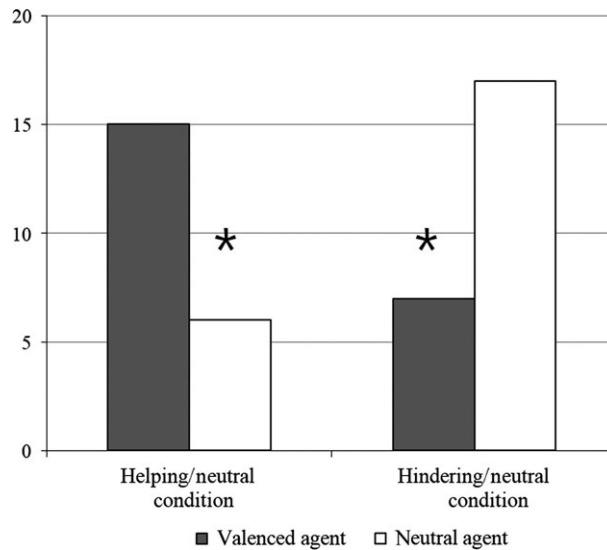 20
15
10
5
0
*
*
Helping/neutral
condition
Hindering/neutral
condition
Valenced agent
Neutral agent